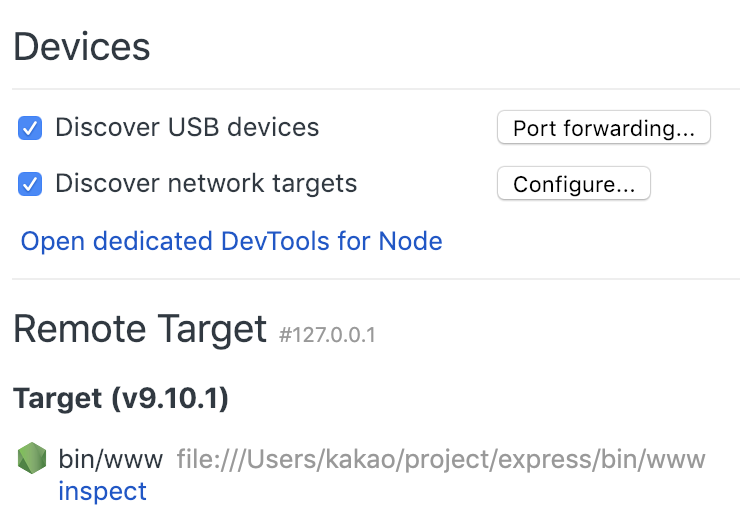 Devices
Discover USB devices Port forwarding...
Discover network targets Configure...
Open dedicated DevTools for Node
Remote Target #127.0.0.1
Target (v9.10.1)
bin/www file:///Users/kakao/project/express/bin/www
inspect